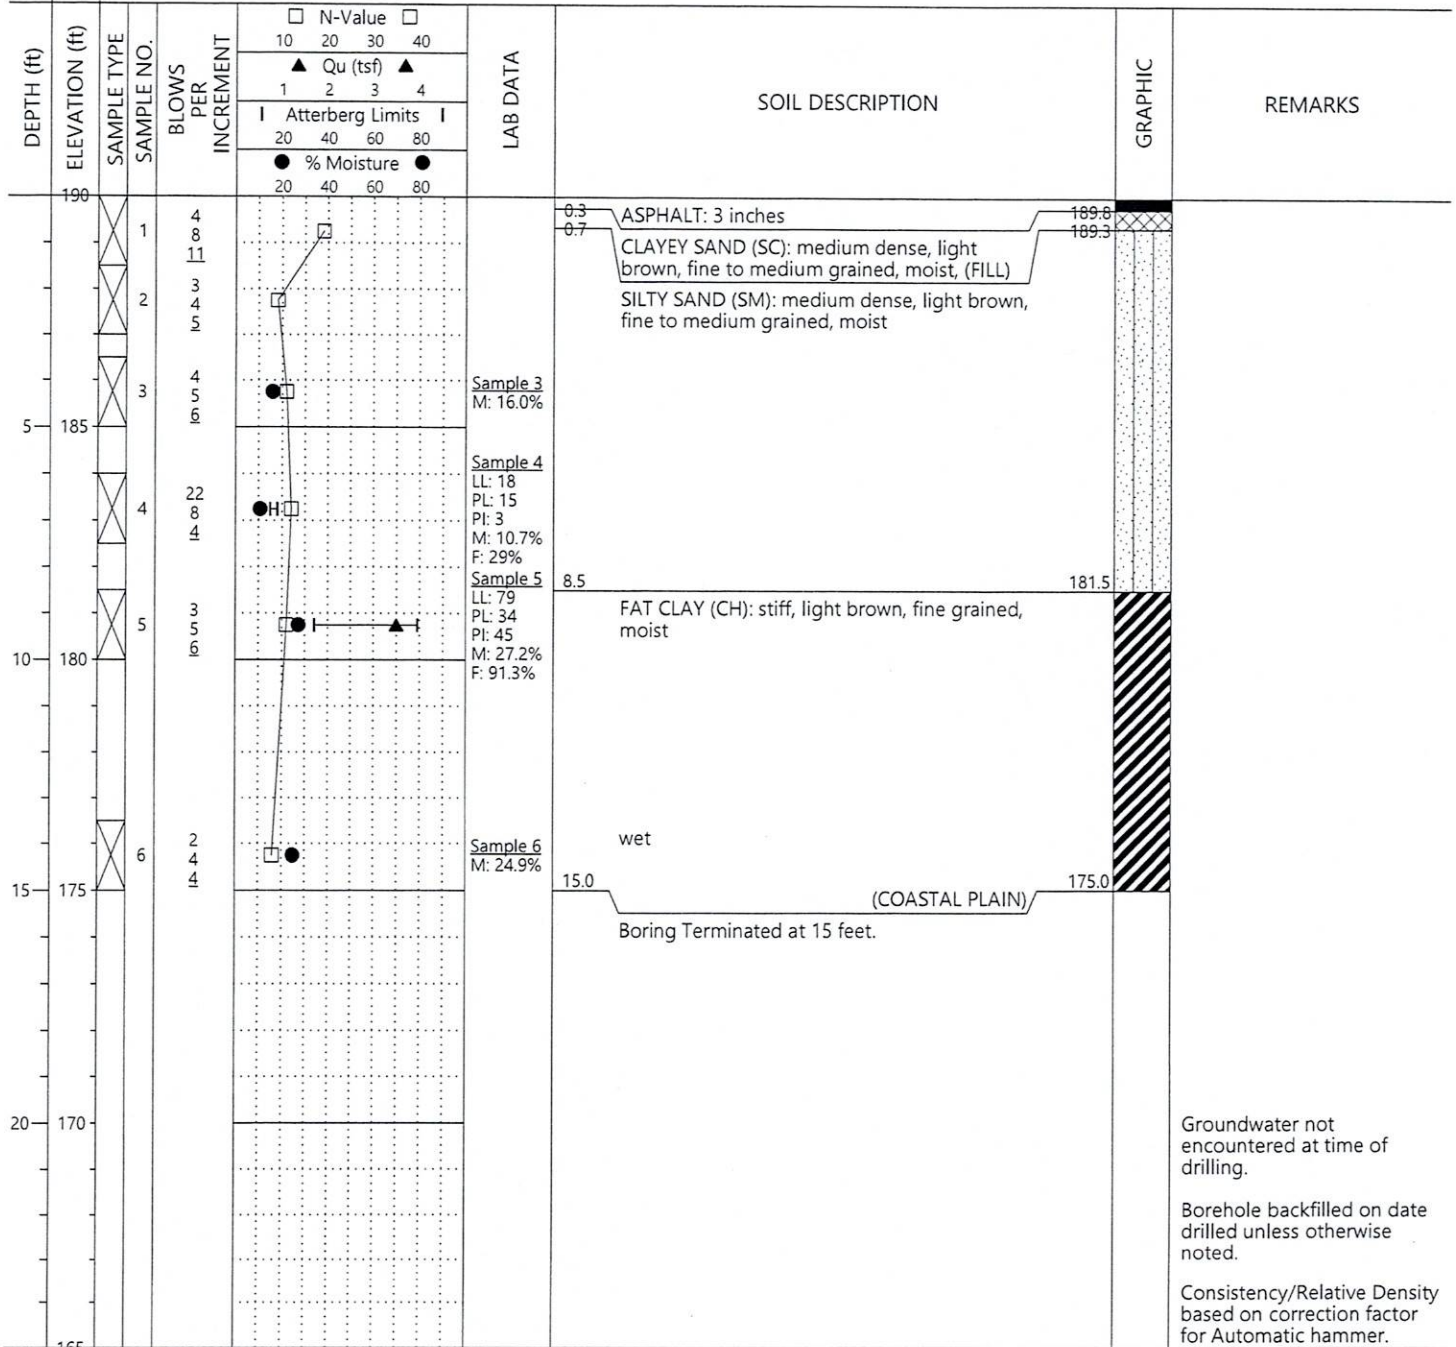 DEPTH (ft)
ELEVATION (ft)
SAMPLE TYPE
SAMPLE NO.
BLOWS
PER
INCREMENT
□ N-Value □
10 20 30 40
▲ Qu (tsf) ▲
1 2 3 4
I Atterberg Limits I
20 40 60 80
● % Moisture ●
20 40 60 80
LAB DATA
SOIL DESCRIPTION
GRAPHIC
REMARKS
190
1
4
8
11
0.3 ASPHALT: 3 inches 189.8
0.7 189.3
CLAYEY SAND (SC): medium dense, light
brown, fine to medium grained, moist, (FILL)
2
3
4
5
SILTY SAND (SM): medium dense, light brown,
fine to medium grained, moist
3
4
5
6
Sample 3
M: 16.0%
5 185
4
22
8
4
Sample 4
LL: 18
PL: 15
PI: 3
M: 10.7%
F: 29%
8.5 181.5
5
3
5
6
Sample 5
LL: 79
PL: 34
PI: 45
M: 27.2%
F: 91.3%
FAT CLAY (CH): stiff, light brown, fine grained,
moist
10 180
6
2
4
4
Sample 6
M: 24.9%
wet
15 175
15.0 175.0
(COASTAL PLAIN)
Boring Terminated at 15 feet.
20 170
Groundwater not
encountered at time of
drilling.
Borehole backfilled on date
drilled unless otherwise
noted.
Consistency/Relative Density
based on correction factor
for Automatic hammer.
165